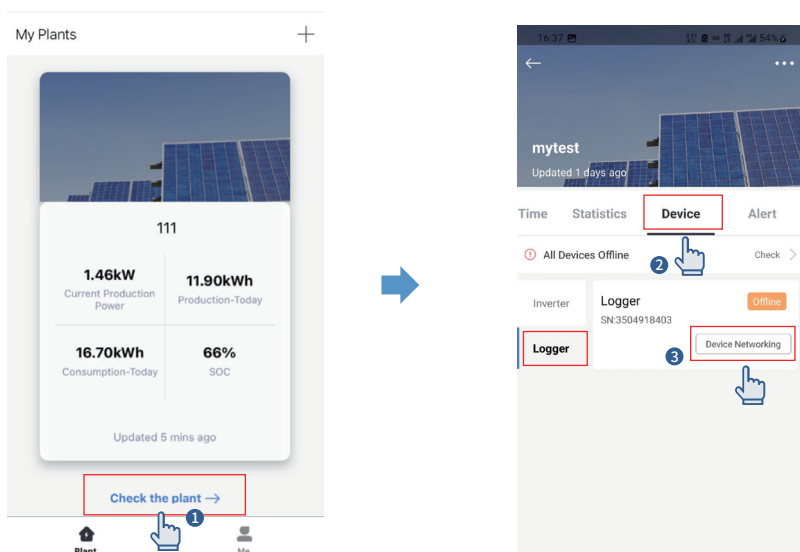 My Plants
111
1.46kW
Current Production
Power
11.90kWh
Production-Today
16.70kWh
Consumption-Today
66%
SOC
Updated 5 mins ago
Check the plant →
1
Plant
Me
16:37
54%
mytest
Updated 1 days ago
Time Statistics Device Alert
2
All Devices Offline Check
Inverter
Logger
Logger Offline
SN:3504918403
Device Networking
3